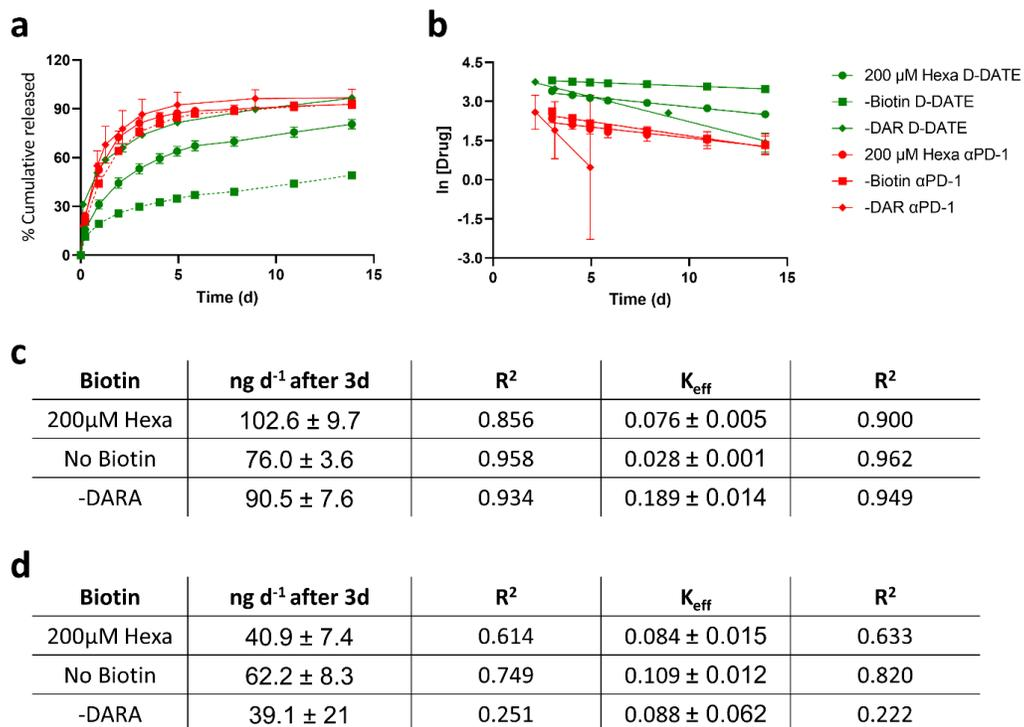 a
120
90
60
30
0
% Cumulative released
0 5 10 15
Time (d)
b
4.5
3.0
1.5
0.0
-1.5
-3.0
ln [Drug]
0 5 10 15
Time (d)
200 µM Hexa D-DATE
-Biotin D-DATE
-DAR D-DATE
200 µM Hexa αPD-1
-Biotin αPD-1
-DAR αPD-1
c
Biotin ng d⁻¹ after 3d R² K_eff R²
200µM Hexa 102.6 ± 9.7 0.856 0.076 ± 0.005 0.900
No Biotin 76.0 ± 3.6 0.958 0.028 ± 0.001 0.962
-DARA 90.5 ± 7.6 0.934 0.189 ± 0.014 0.949
d
Biotin ng d⁻¹ after 3d R² K_eff R²
200µM Hexa 40.9 ± 7.4 0.614 0.084 ± 0.015 0.633
No Biotin 62.2 ± 8.3 0.749 0.109 ± 0.012 0.820
-DARA 39.1 ± 21 0.251 0.088 ± 0.062 0.222